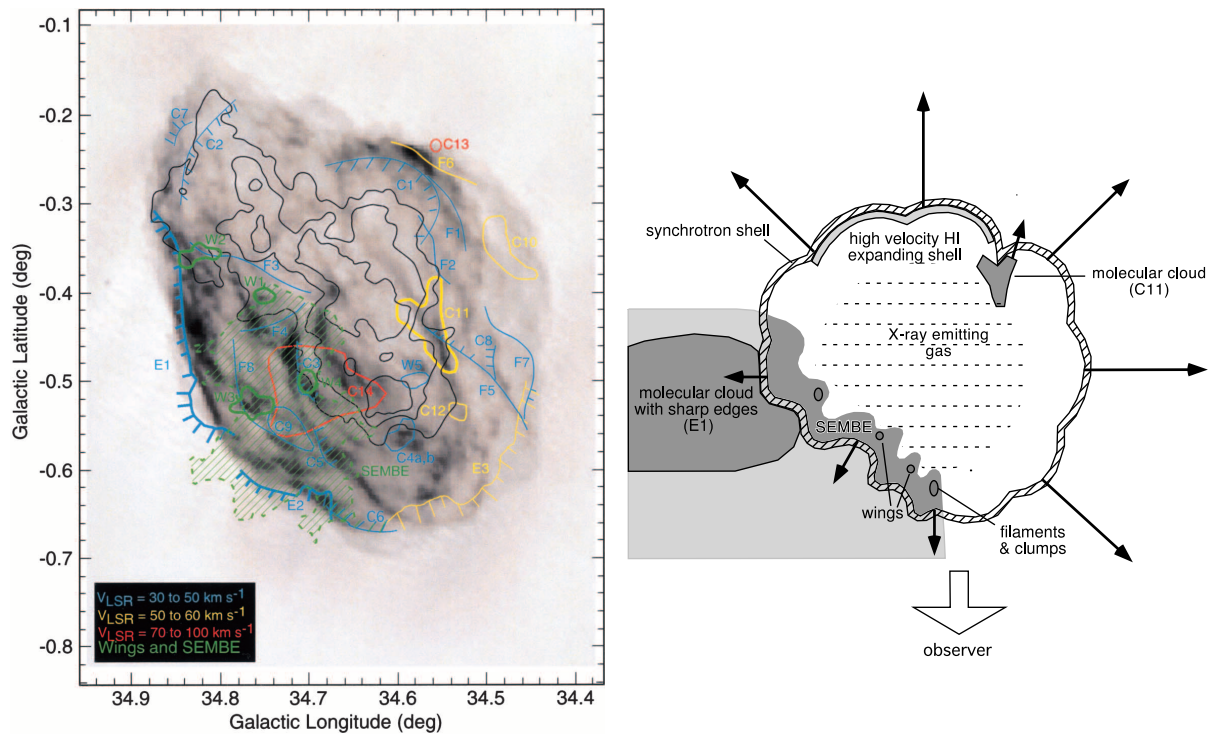 -0.1
-0.2
-0.3
-0.4
-0.5
-0.6
-0.7
-0.8
Galactic Latitude (deg)
34.9
34.8
34.7
34.6
34.5
34.4
Galactic Longitude (deg)
C7
C2
C13
F6
C1
F1
C10
W2
F3
F2
W1
C11
E1
C3
W5
C8
F7
F5
C12
C9
SEMBE
C4a,b
E3
E2
C6
VLSR = 30 to 50 km s-1
VLSR = 50 to 60 km s-1
VLSR = 70 to 100 km s-1
Wings and SEMBE
synchrotron shell
high velocity HI
expanding shell
molecular cloud
(C11)
X-ray emitting
gas
molecular cloud
with sharp edges
(E1)
SEMBE
wings
filaments
& clumps
observer